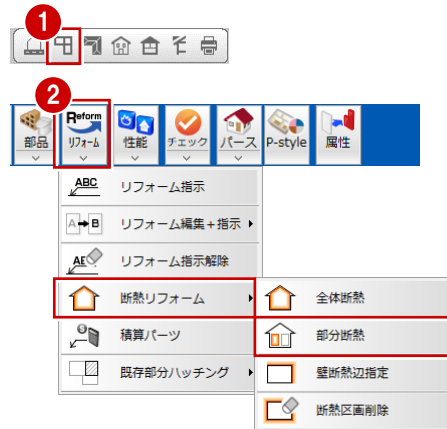 1
2
部品
Reform
リフォーム
性能
チェック
パース
P-style
属性
ABC
リフォーム指示
A B
リフォーム編集+指示
AE
リフォーム指示解除
断熱リフォーム
全体断熱
積算パーツ
部分断熱
既存部分ハッチング
壁断熱辺指定
断熱区画削除